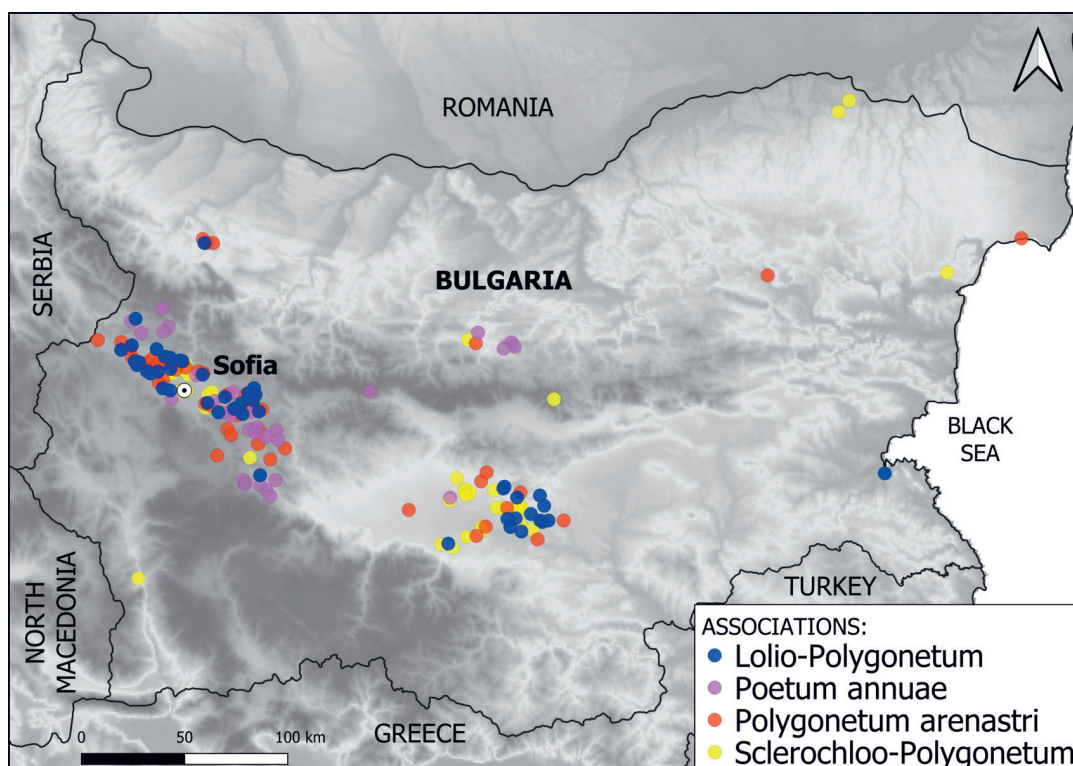 ROMANIA
SERBIA
BULGARIA
Sofia
BLACK
SEA
NORTH
MACEDONIA
TURKEY
GREECE
0 50 100 km
ASSOCIATIONS:
Lolio-Polygonetum
Poetum annuae
Polygonetum arenastri
Sclerochloo-Polygonetum